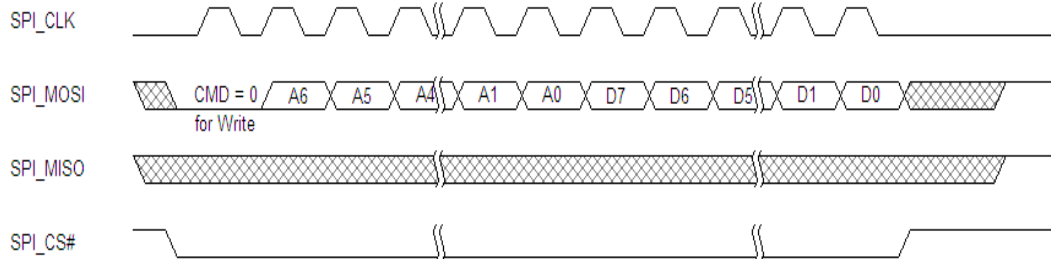 SPI_CLK
SPI_MOSI CMD = 0 A6 A5 A4 A1 A0 D7 D6 D5 D1 D0
for Write
SPI_MISO
SPI_CS#